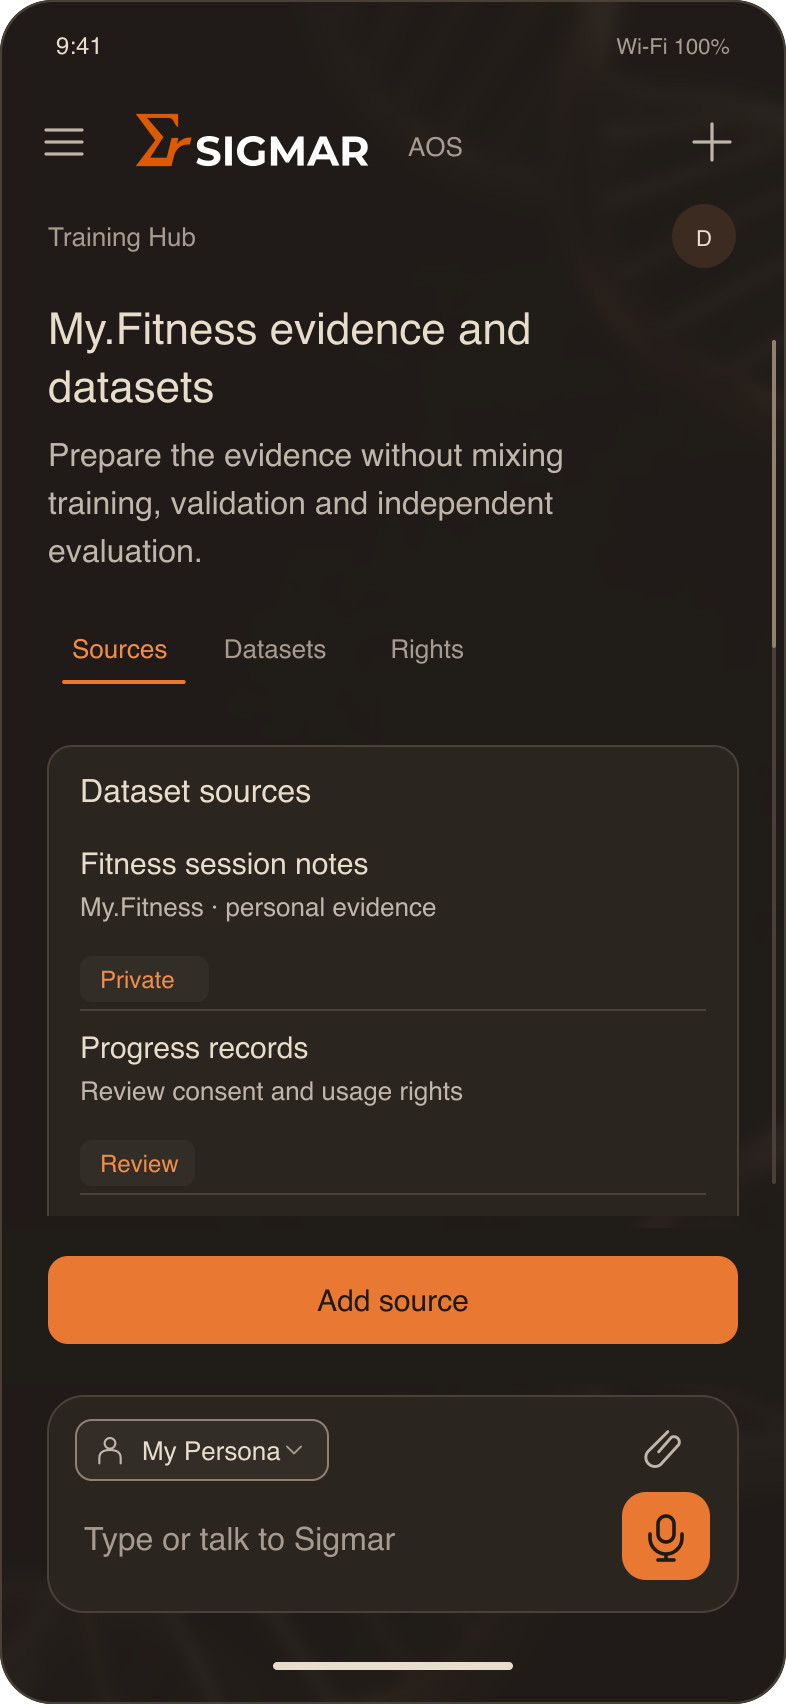 9:41
Wi-Fi 100%
Σr SIGMAR AOS
Training Hub
D
My.Fitness evidence and
datasets
Prepare the evidence without mixing
training, validation and independent
evaluation.
Sources Datasets Rights
Dataset sources
Fitness session notes
My.Fitness · personal evidence
Private
Progress records
Review consent and usage rights
Review
Add source
My Persona
Type or talk to Sigmar